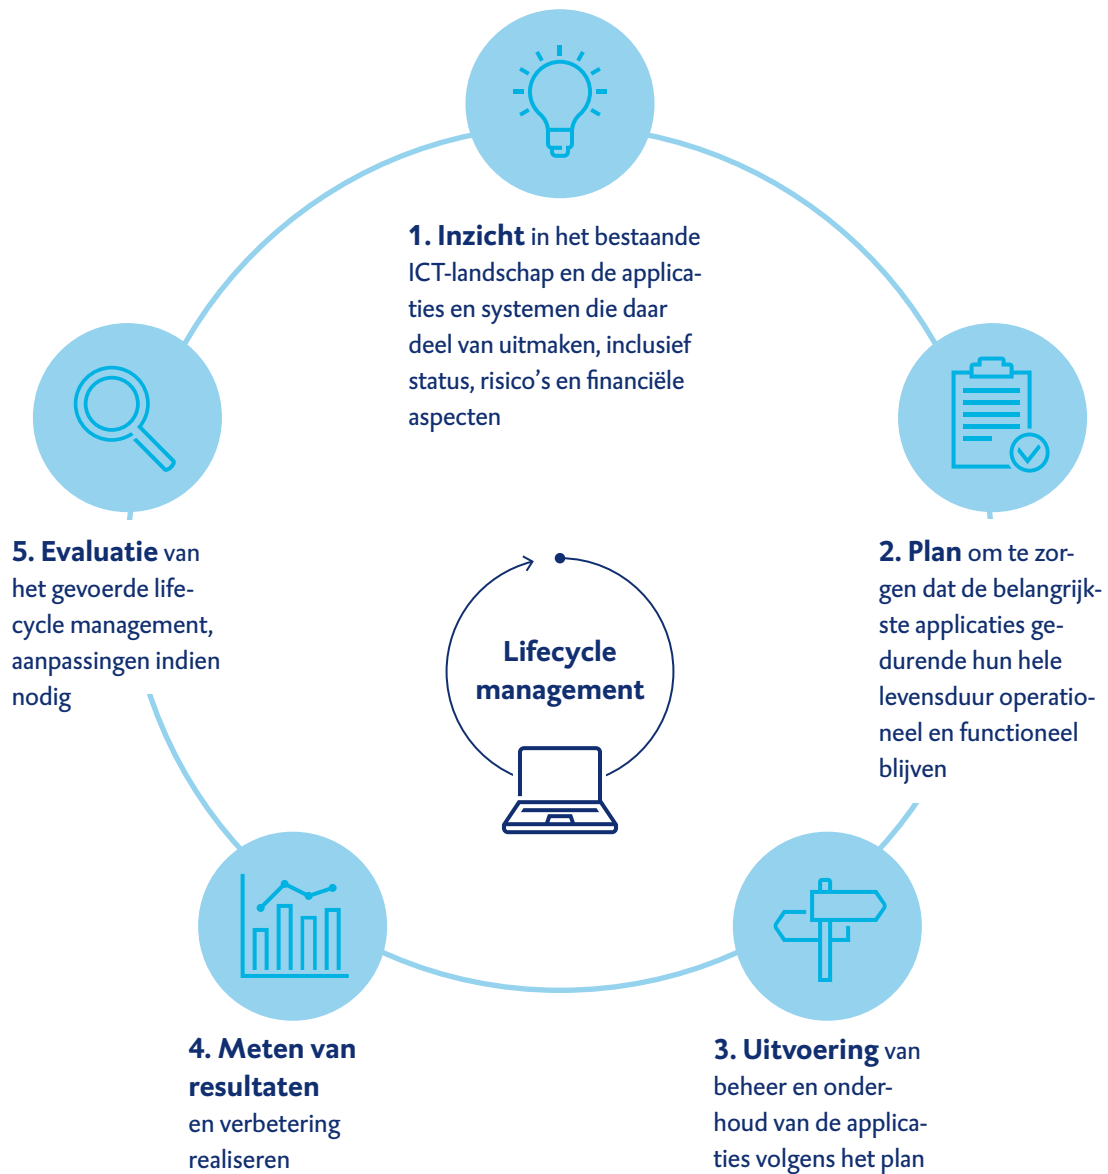 1. Inzicht in het bestaande
ICT-landschap en de applica-
ties en systemen die daar
deel van uitmaken, inclusief
status, risico’s en financiële
aspecten
2. Plan om te zor-
gen dat de belangrijk-
ste applicaties ge-
durende hun hele
levensduur operatio-
neel en functioneel
blijven
3. Uitvoering van
beheer en onder-
houd van de applica-
ties volgens het plan
4. Meten van
resultaten
en verbetering
realiseren
5. Evaluatie van
het gevoerde life-
cycle management,
aanpassingen indien
nodig
Lifecycle
management